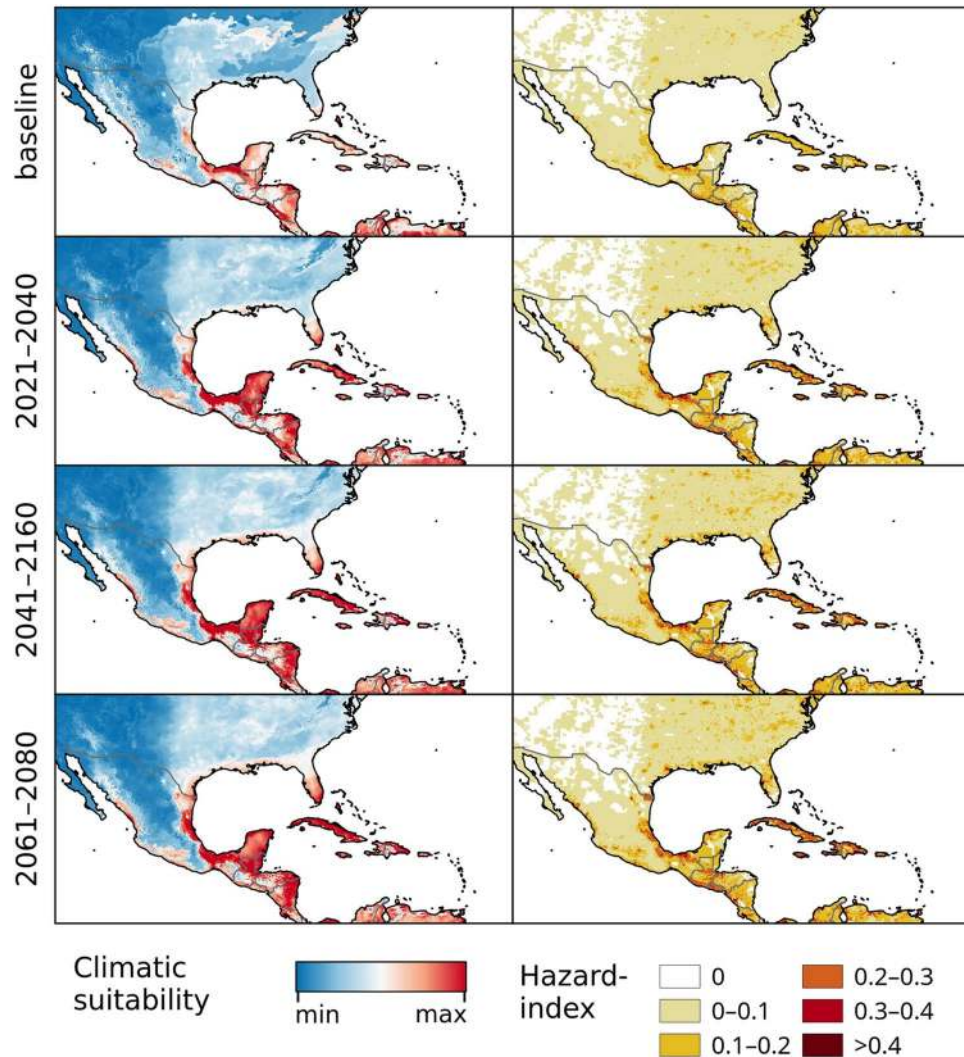 baseline
2021–2040
2041–2160
2061–2080
Climatic
suitability
min max
Hazard-
index
0
0–0.1
0.1–0.2
0.2–0.3
0.3–0.4
>0.4